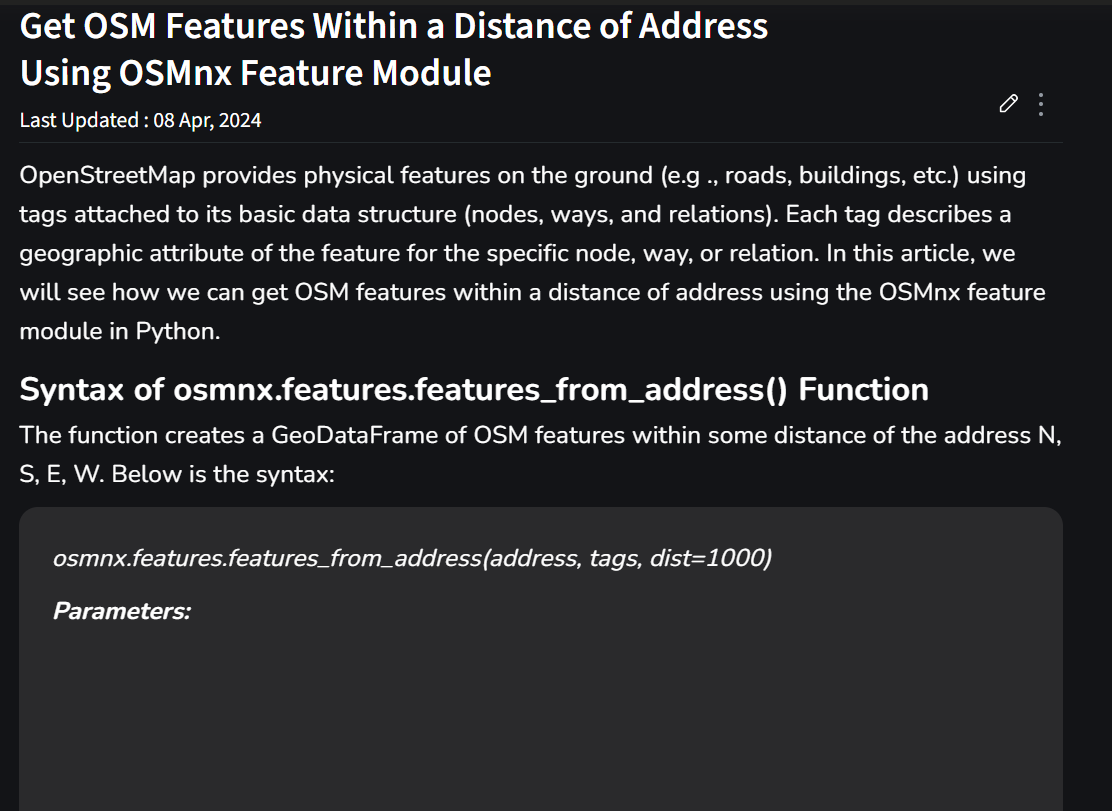 Get OSM Features Within a Distance of Address
Using OSMnx Feature Module
Last Updated : 08 Apr, 2024
OpenStreetMap provides physical features on the ground (e.g ., roads, buildings, etc.) using
tags attached to its basic data structure (nodes, ways, and relations). Each tag describes a
geographic attribute of the feature for the specific node, way, or relation. In this article, we
will see how we can get OSM features within a distance of address using the OSMnx feature
module in Python.
Syntax of osmnx.features.features_from_address() Function
The function creates a GeoDataFrame of OSM features within some distance of the address N,
S, E, W. Below is the syntax:
osmnx.features.features_from_address(address, tags, dist=1000)
Parameters: